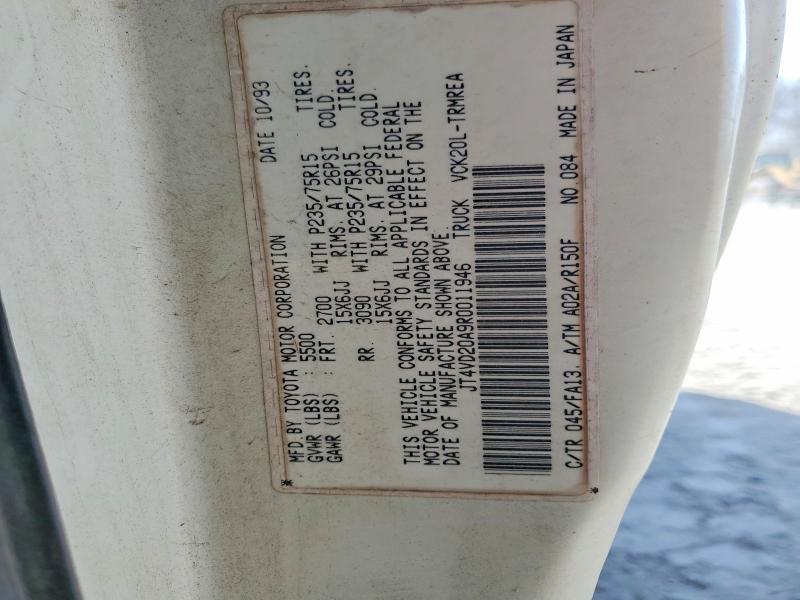 MFD.BY TOYOTA MOTOR CORPORATION DATE 10/93
GVWR (LBS) : 5500 WITH P235/75R15 TIRES.
GAWR (LBS) : FRT. 2700 15X6JJ RIMS. AT 26PSI COLD.
RR. 3090 WITH P235/75R15 TIRES.
15X6JJ RIMS. AT 29PSI COLD.
THIS VEHICLE CONFORMS TO ALL APPLICABLE FEDERAL
MOTOR VEHICLE SAFETY STANDARDS IN EFFECT ON THE
DATE OF MANUFACTURE SHOWN ABOVE.
JT4VD20A9R0011946 TRUCK VCK20L-TRMREA
C/TR 045/FA13. A/TM A02A/R150F NO.084 MADE IN JAPAN